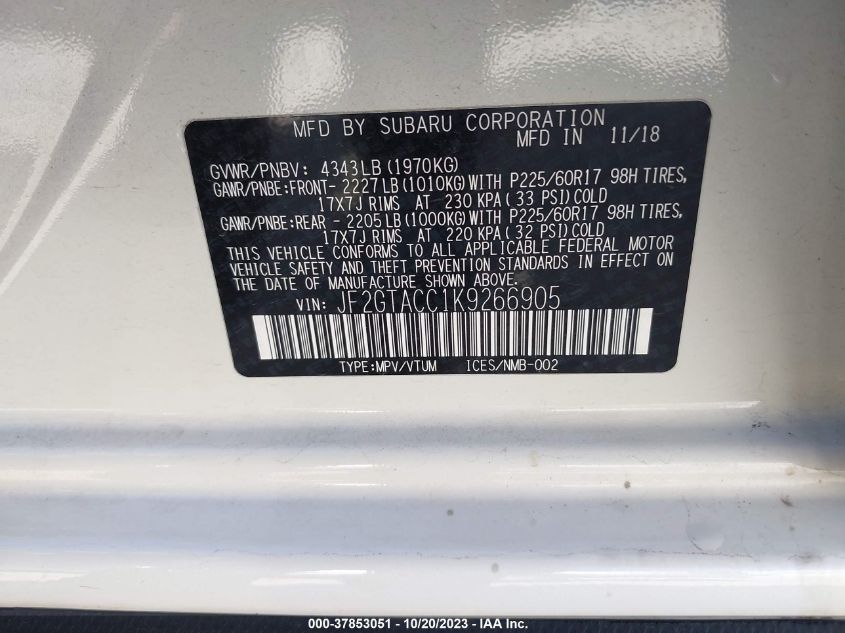 MFD BY SUBARU CORPORATION
MFD IN 11/18
GVWR/PNBV: 4343LB(1970KG)
GAWR/PNBE:FRONT- 2227LB(1010KG)WITH P225/60R17 98H TIRES,
17X7J RIMS AT 230 KPA(33 PSI)COLD
GAWR/PNBE:REAR - 2205LB(1000KG)WITH P225/60R17 98H TIRES,
17X7J RIMS AT 220 KPA(32 PSI)COLD
THIS VEHICLE CONFORMS TO ALL APPLICABLE FEDERAL MOTOR
VEHICLE SAFETY AND THEFT PREVENTION STANDARDS IN EFFECT ON
THE DATE OF MANUFACTURE SHOWN ABOVE.
VIN: JF2GTACC1K9266905
TYPE:MPV/VTUM ICES/NMB-002
000-37853051 - 10/20/2023 - IAA Inc.